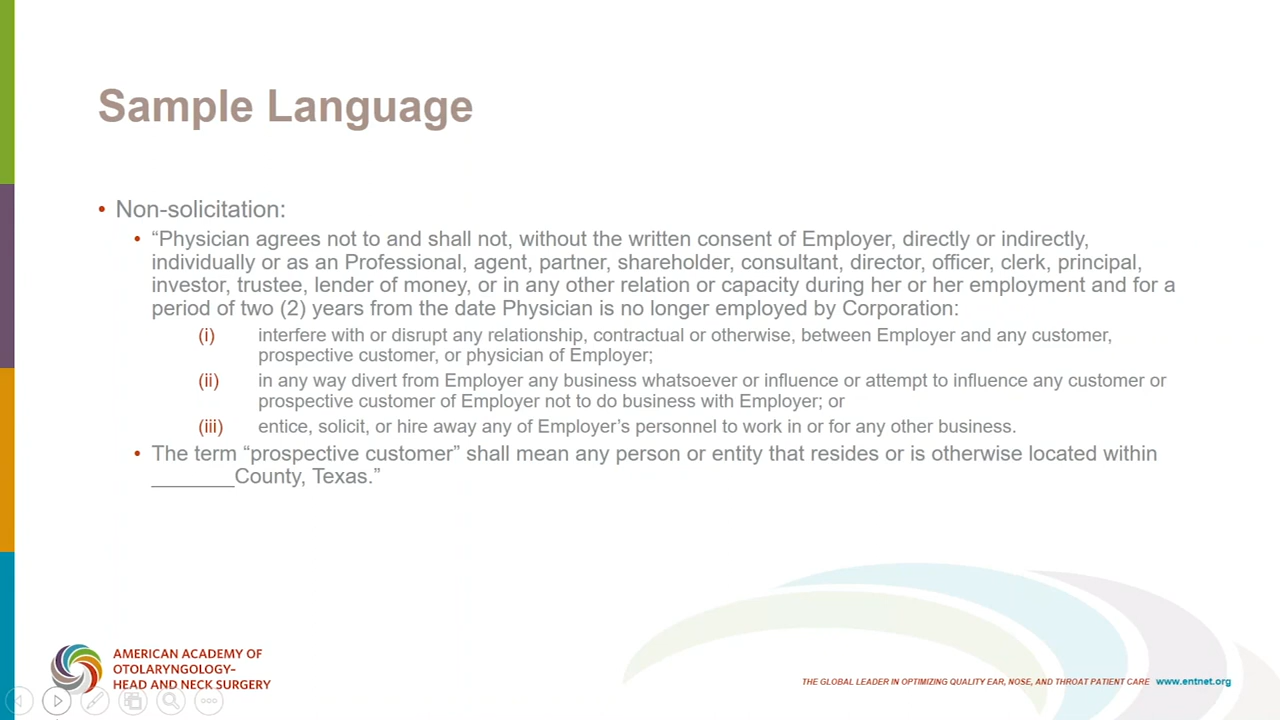 Sample Language
• Non-solicitation:
• “Physician agrees not to and shall not, without the written consent of Employer, directly or indirectly,
individually or as an Professional, agent, partner, shareholder, consultant, director, officer, clerk, principal,
investor, trustee, lender of money, or in any other relation or capacity during her or her employment and for a
period of two (2) years from the date Physician is no longer employed by Corporation:
(i) interfere with or disrupt any relationship, contractual or otherwise, between Employer and any customer,
prospective customer, or physician of Employer;
(ii) in any way divert from Employer any business whatsoever or influence or attempt to influence any customer or
prospective customer of Employer not to do business with Employer; or
(iii) entice, solicit, or hire away any of Employer’s personnel to work in or for any other business.
• The term “prospective customer” shall mean any person or entity that resides or is otherwise located within
_______County, Texas.”
AMERICAN ACADEMY OF
OTOLARYNGOLOGY–
HEAD AND NECK SURGERY
THE GLOBAL LEADER IN OPTIMIZING QUALITY EAR, NOSE, AND THROAT PATIENT CARE www.entnet.org